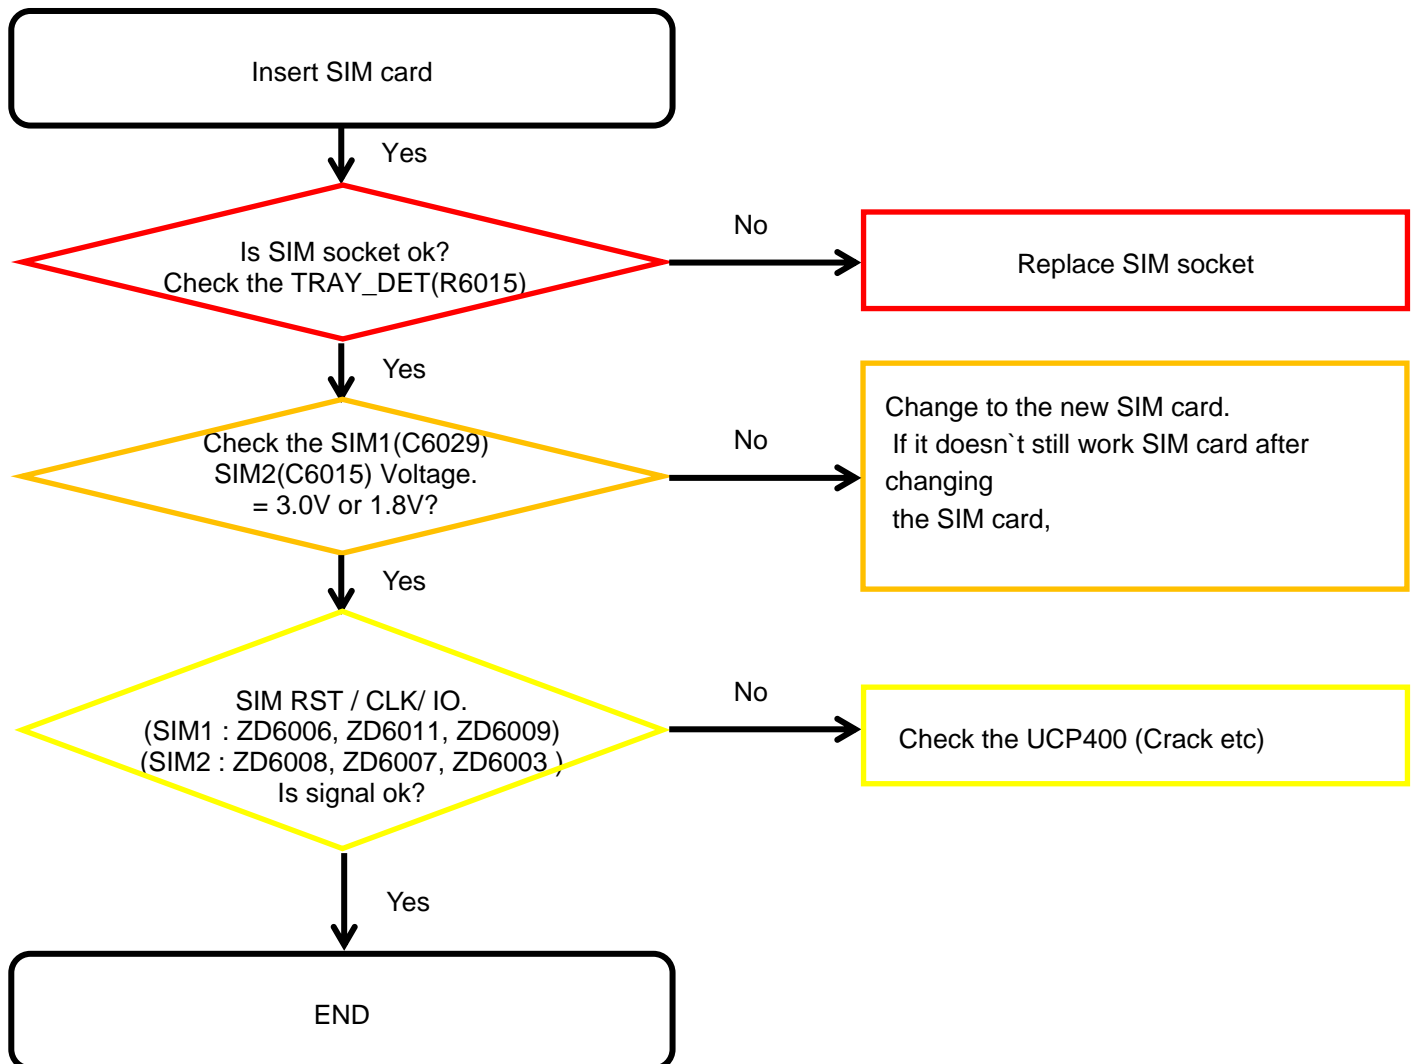 Insert SIM card
Yes
Is SIM socket ok?
Check the TRAY_DET(R6015)
No
Replace SIM socket
Yes
Check the SIM1(C6029)
SIM2(C6015) Voltage.
= 3.0V or 1.8V?
No
Change to the new SIM card.
If it doesn`t still work SIM card after
changing
the SIM card,
Yes
SIM RST / CLK/ IO.
(SIM1 : ZD6006, ZD6011, ZD6009)
(SIM2 : ZD6008, ZD6007, ZD6003 )
Is signal ok?
No
Check the UCP400 (Crack etc)
Yes
END